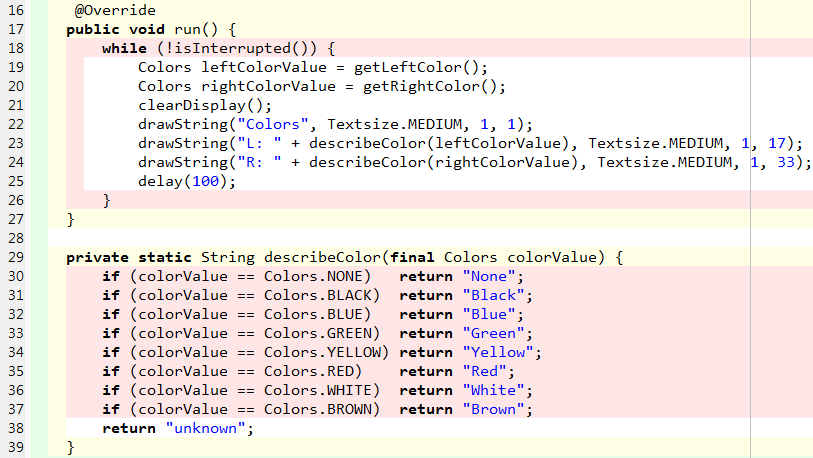 16 @Override
17 public void run() {
18 while (!isInterrupted()) {
19 Colors leftColorValue = getLeftColor();
20 Colors rightColorValue = getRightColor();
21 clearDisplay();
22 drawString("Colors", Textsize.MEDIUM, 1, 1);
23 drawString("L: " + describeColor(leftColorValue), Textsize.MEDIUM, 1, 17);
24 drawString("R: " + describeColor(rightColorValue), Textsize.MEDIUM, 1, 33);
25 delay(100);
26 }
27 }
28
29 private static String describeColor(final Colors colorValue) {
30 if (colorValue == Colors.NONE)   return "None";
31 if (colorValue == Colors.BLACK)  return "Black";
32 if (colorValue == Colors.BLUE)   return "Blue";
33 if (colorValue == Colors.GREEN)  return "Green";
34 if (colorValue == Colors.YELLOW) return "Yellow";
35 if (colorValue == Colors.RED)    return "Red";
36 if (colorValue == Colors.WHITE)  return "White";
37 if (colorValue == Colors.BROWN)  return "Brown";
38 return "unknown";
39 }